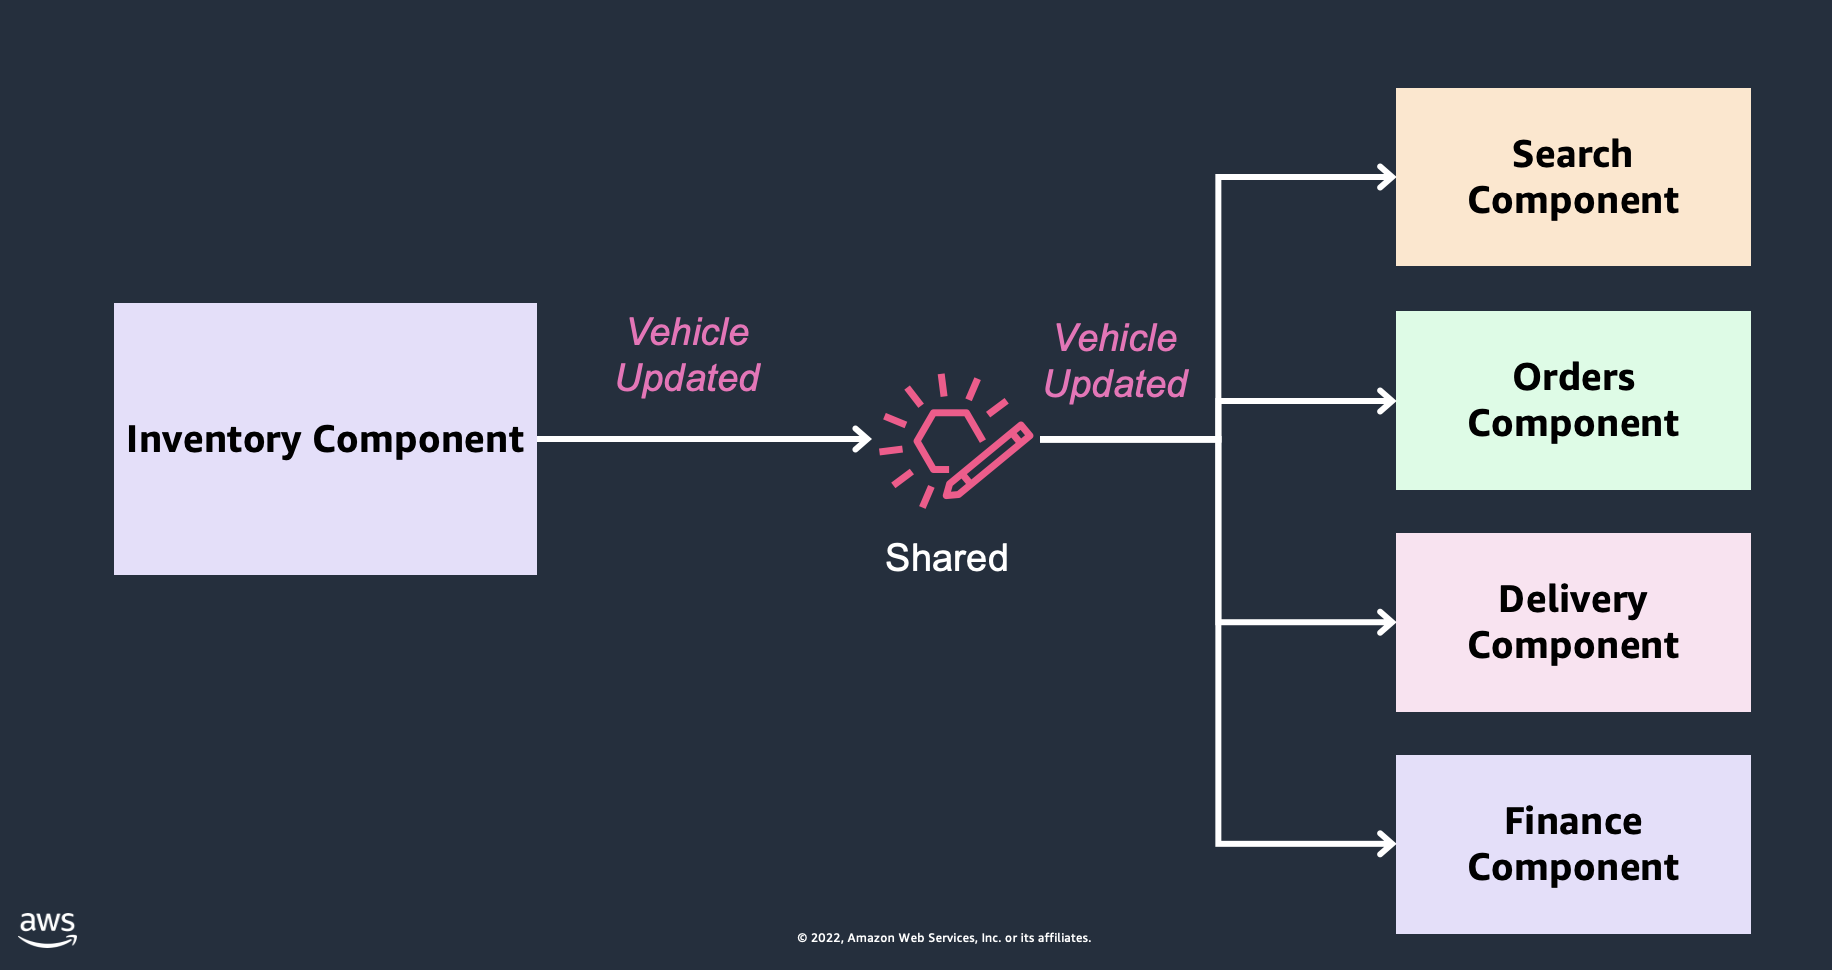 Search
Component
Vehicle
Updated
Vehicle
Updated
Orders
Component
Inventory Component
Shared
Delivery
Component
Finance
Component
aws
© 2022, Amazon Web Services, Inc. or its affiliates.